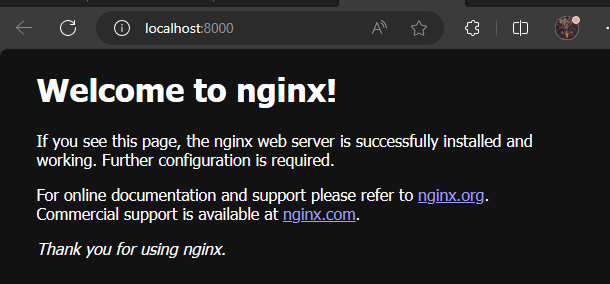 localhost:8000
Welcome to nginx!
If you see this page, the nginx web server is successfully installed and
working. Further configuration is required.
For online documentation and support please refer to nginx.org.
Commercial support is available at nginx.com.
Thank you for using nginx.